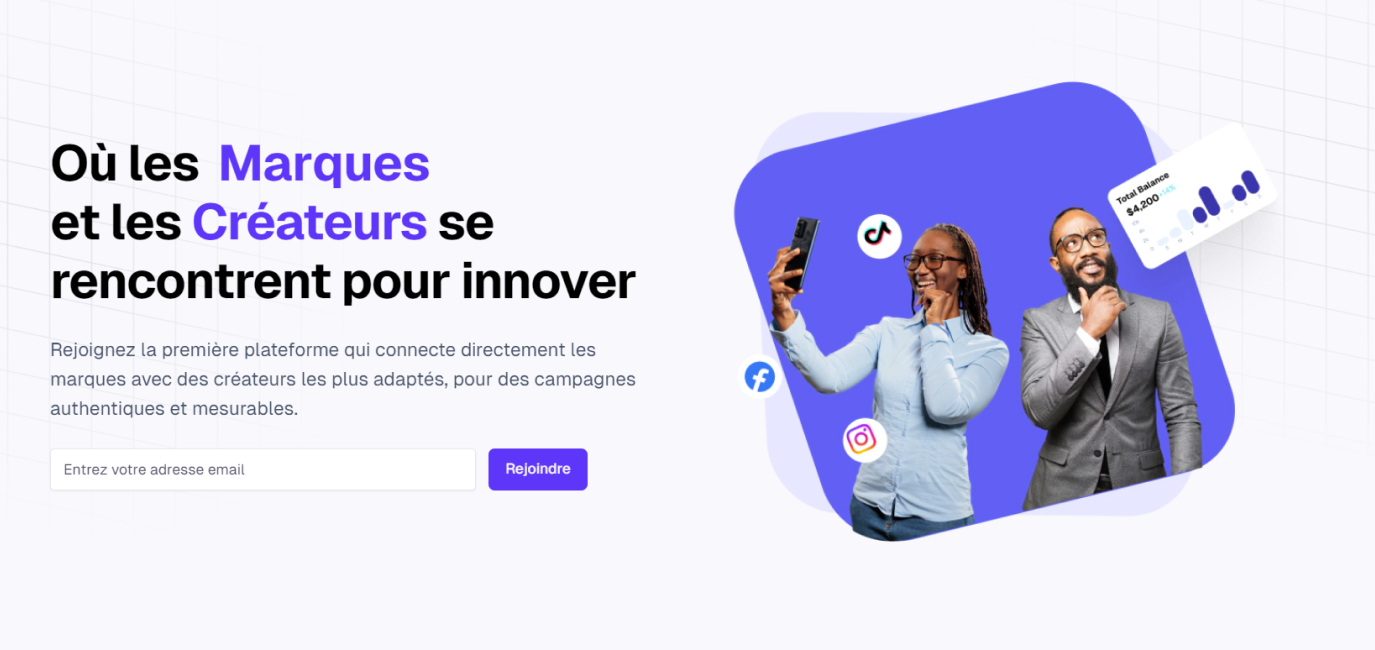 Où les Marques
et les Créateurs se
rencontrent pour innover
Rejoignez la première plateforme qui connecte directement les
marques avec des créateurs les plus adaptés, pour des campagnes
authentiques et mesurables.
Entrez votre adresse email
Rejoindre
Total Balance
$4,200 +14%